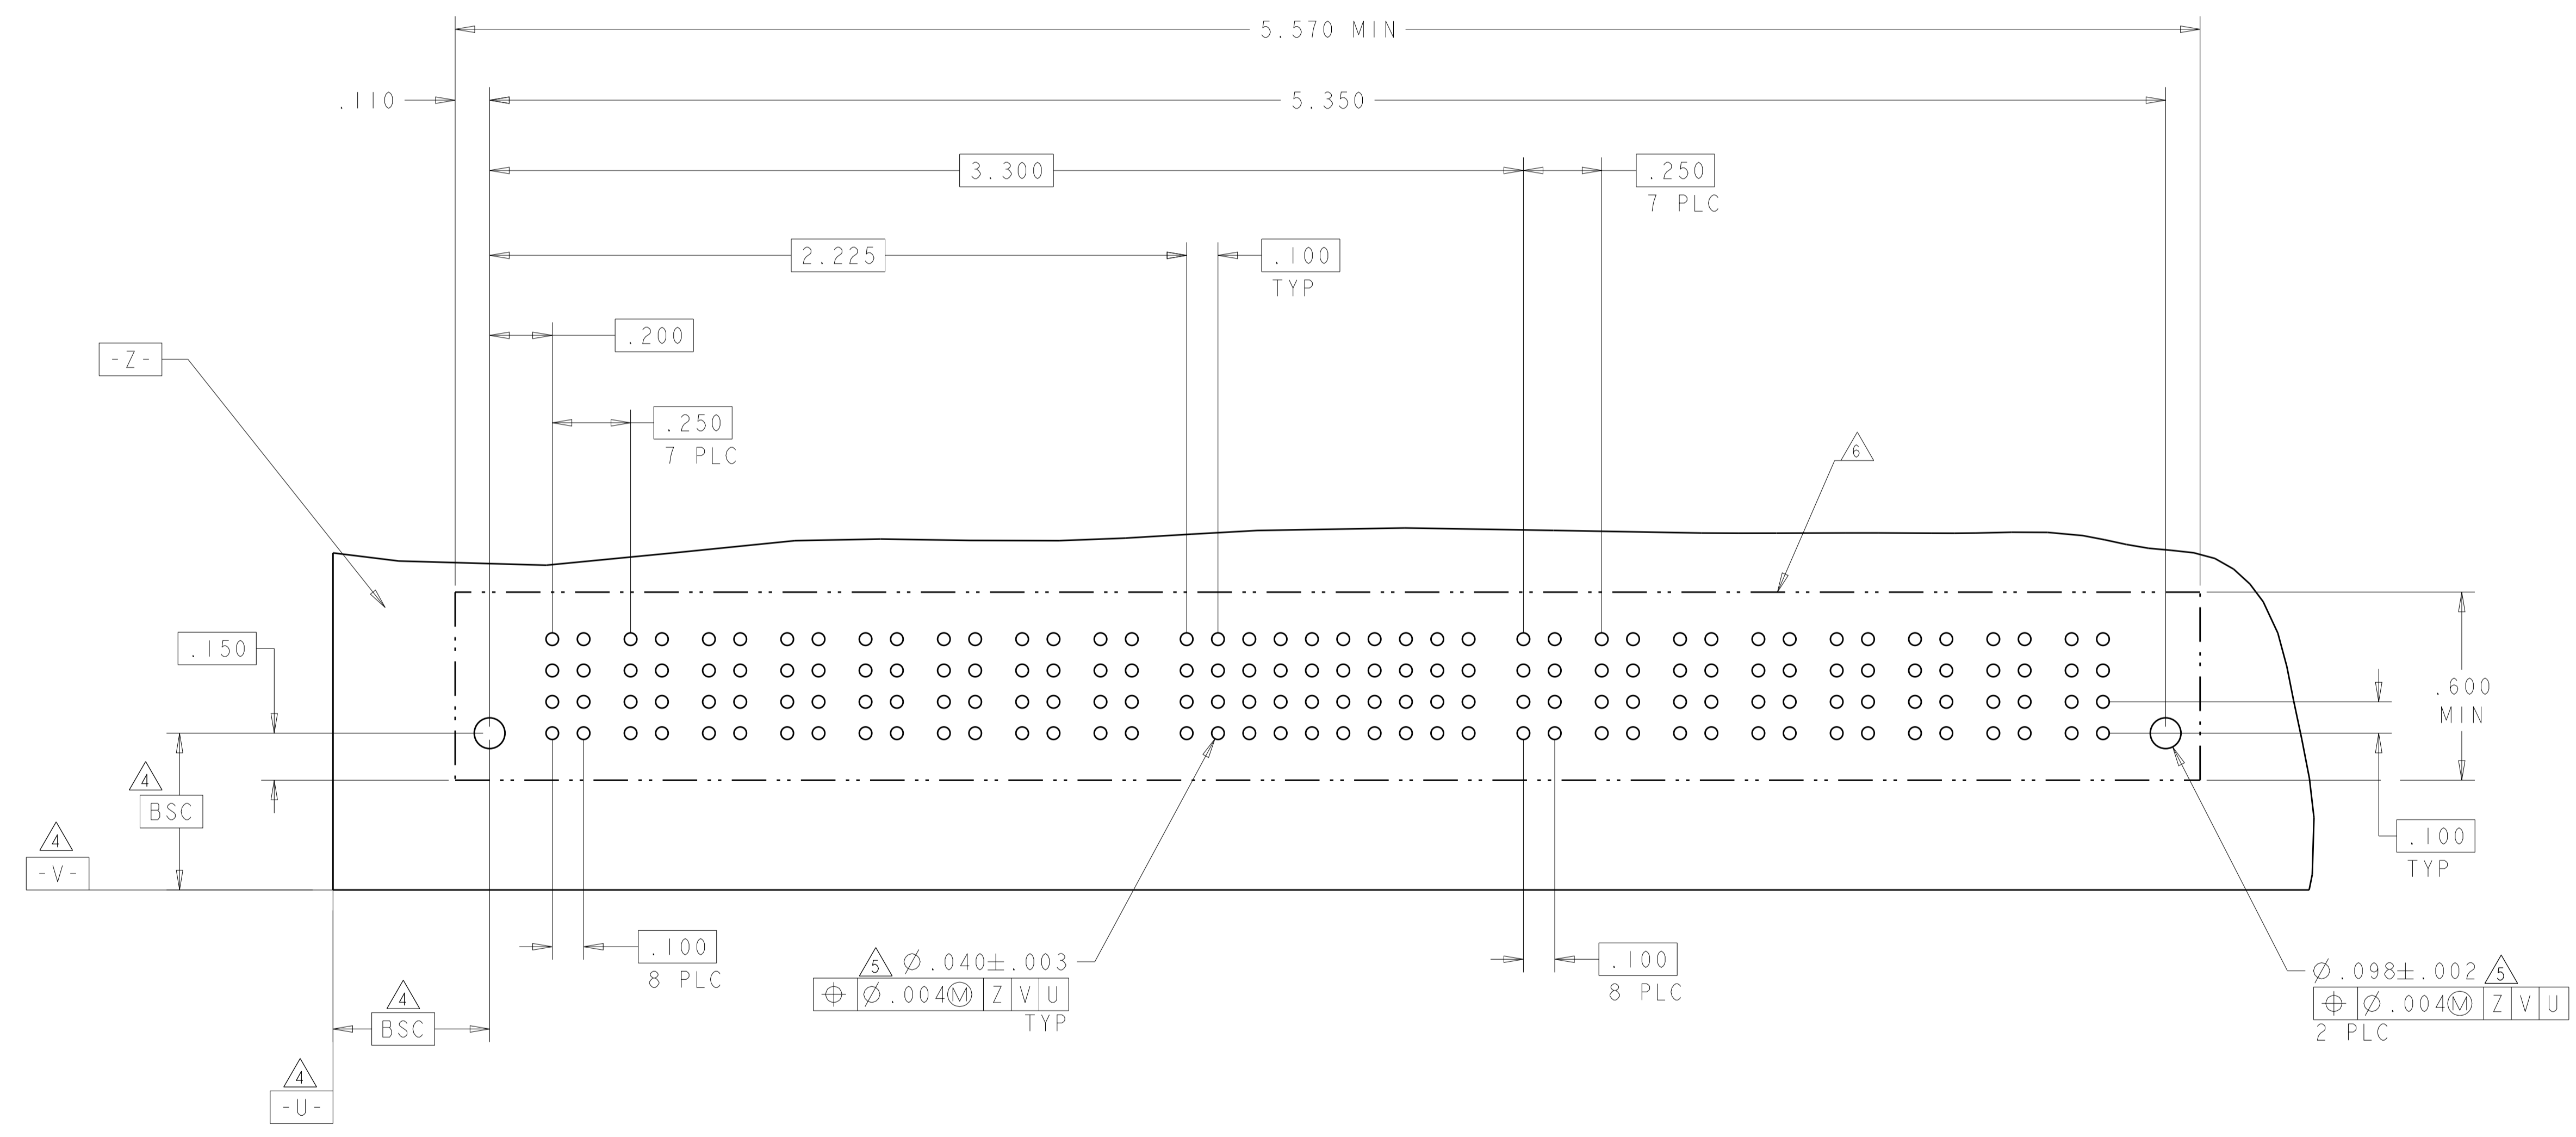 5.570 MIN
.110
5.350
3.300
.250
7 PLC
2.225
.100
TYP
.200
-Z-
.250
7 PLC
6
.150
.600
MIN
4
BSC
4
-V-
.100
TYP
.100
8 PLC
5 Ø.040±.003
⌖ Ø.004Ⓜ Z V U
TYP
.100
8 PLC
Ø.098±.002 5
⌖ Ø.004Ⓜ Z V U
2 PLC
4
BSC
4
-U-